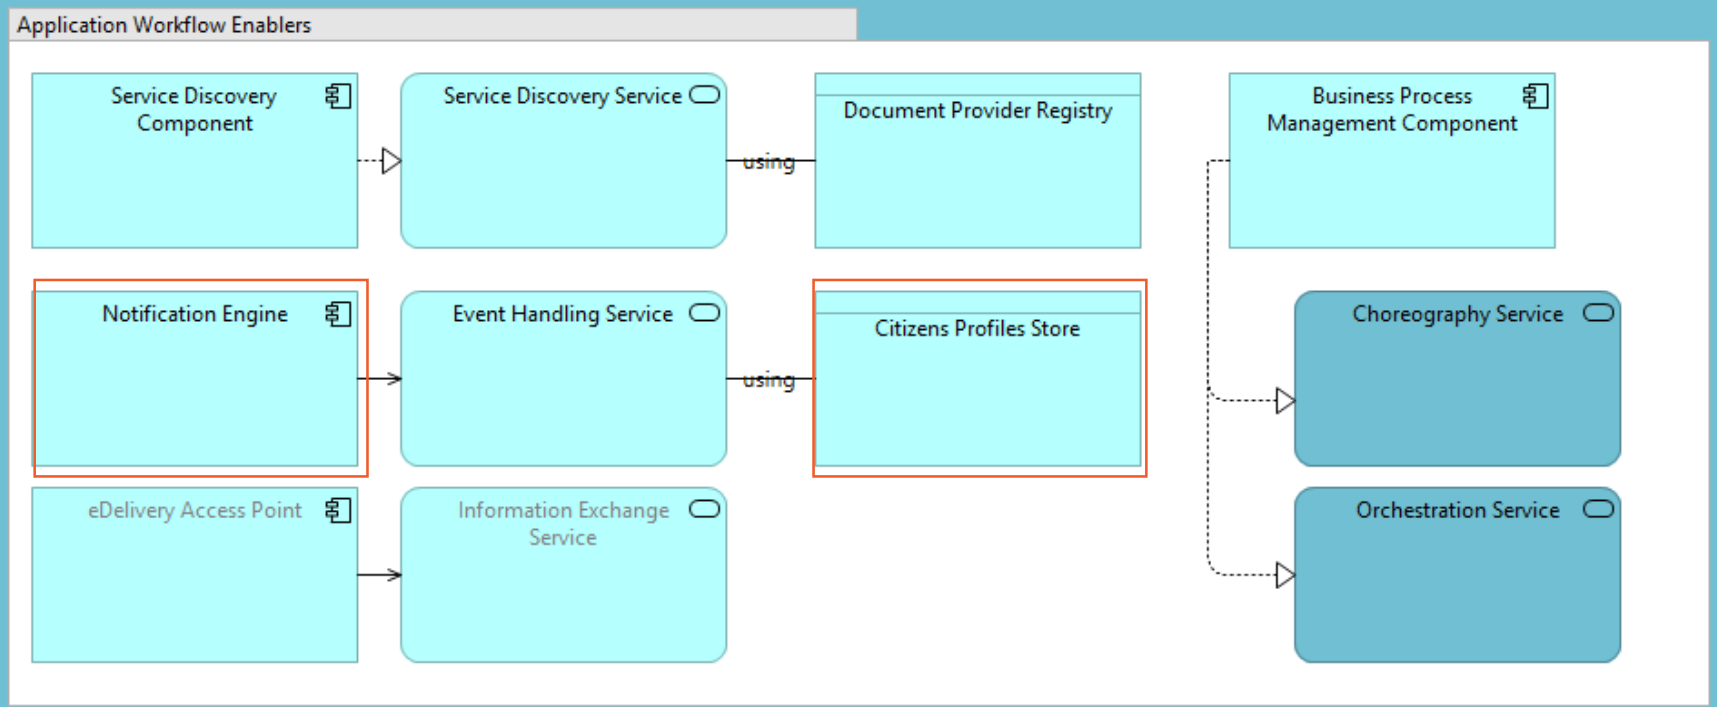 Application Workflow Enablers
Service Discovery
Component
Service Discovery Service
using
Document Provider Registry
Business Process
Management Component
Notification Engine
Event Handling Service
using
Citizens Profiles Store
Choreography Service
eDelivery Access Point
Information Exchange
Service
Orchestration Service